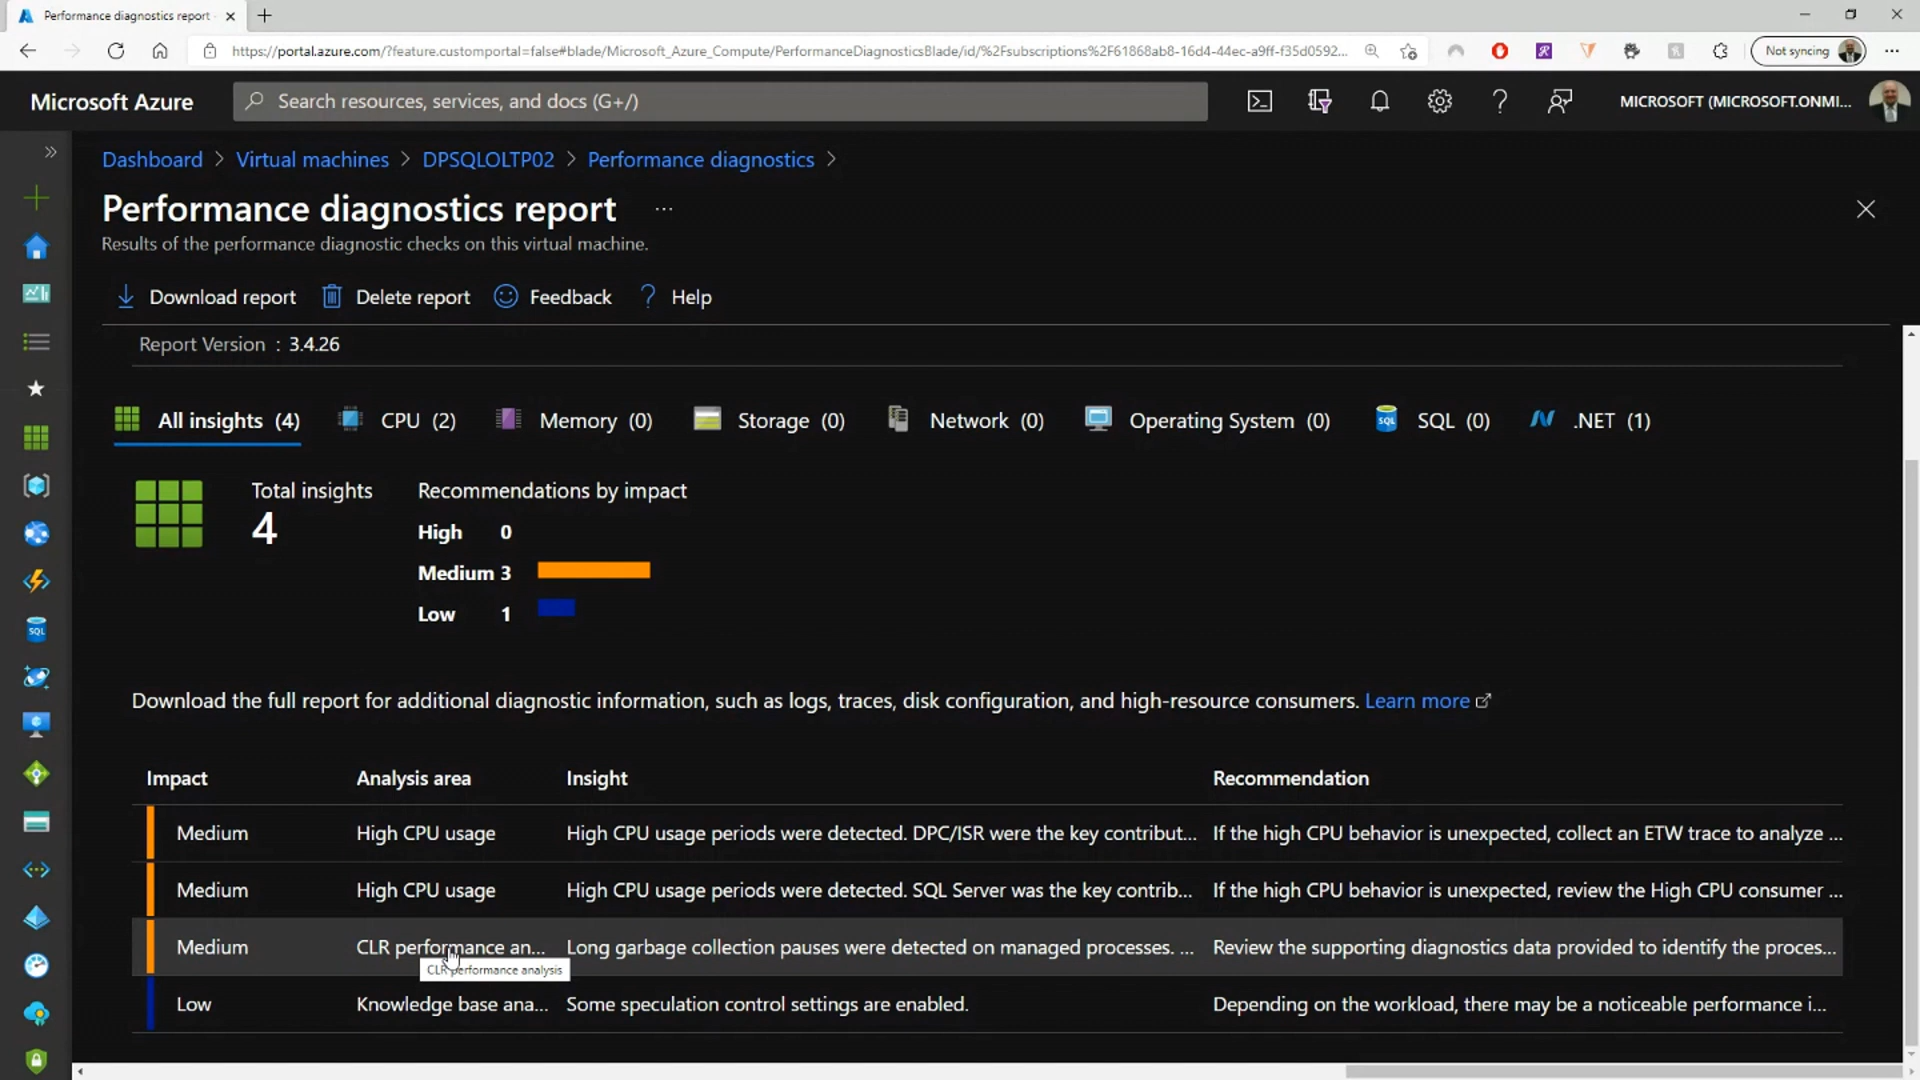 Performance diagnostics report
https://portal.azure.com/?feature.customportal=false#blade/Microsoft_Azure_Compute/PerformanceDiagnosticsBlade/id/%2Fsubscriptions%2F61868ab8-16d4-44ec-a9ff-f35d0592...
Not syncing
Microsoft Azure
Search resources, services, and docs (G+/)
MICROSOFT (MICROSOFT.ONMI...
Dashboard > Virtual machines > DPSQLOLTP02 > Performance diagnostics >
Performance diagnostics report ...
Results of the performance diagnostic checks on this virtual machine.
Download report Delete report Feedback ? Help
Report Version : 3.4.26
All insights (4) CPU (2) Memory (0) Storage (0) Network (0) Operating System (0) SQL SQL (0) .NET (1)
Total insights
4
Recommendations by impact
High 0
Medium 3
Low 1
Download the full report for additional diagnostic information, such as logs, traces, disk configuration, and high-resource consumers. Learn more
Impact Analysis area Insight Recommendation
Medium High CPU usage High CPU usage periods were detected. DPC/ISR were the key contribut... If the high CPU behavior is unexpected, collect an ETW trace to analyze ...
Medium High CPU usage High CPU usage periods were detected. SQL Server was the key contrib... If the high CPU behavior is unexpected, review the High CPU consumer ...
Medium CLR performance an... Long garbage collection pauses were detected on managed processes. ... Review the supporting diagnostics data provided to identify the proces...
CLR performance analysis
Low Knowledge base ana... Some speculation control settings are enabled. Depending on the workload, there may be a noticeable performance i...
SQL